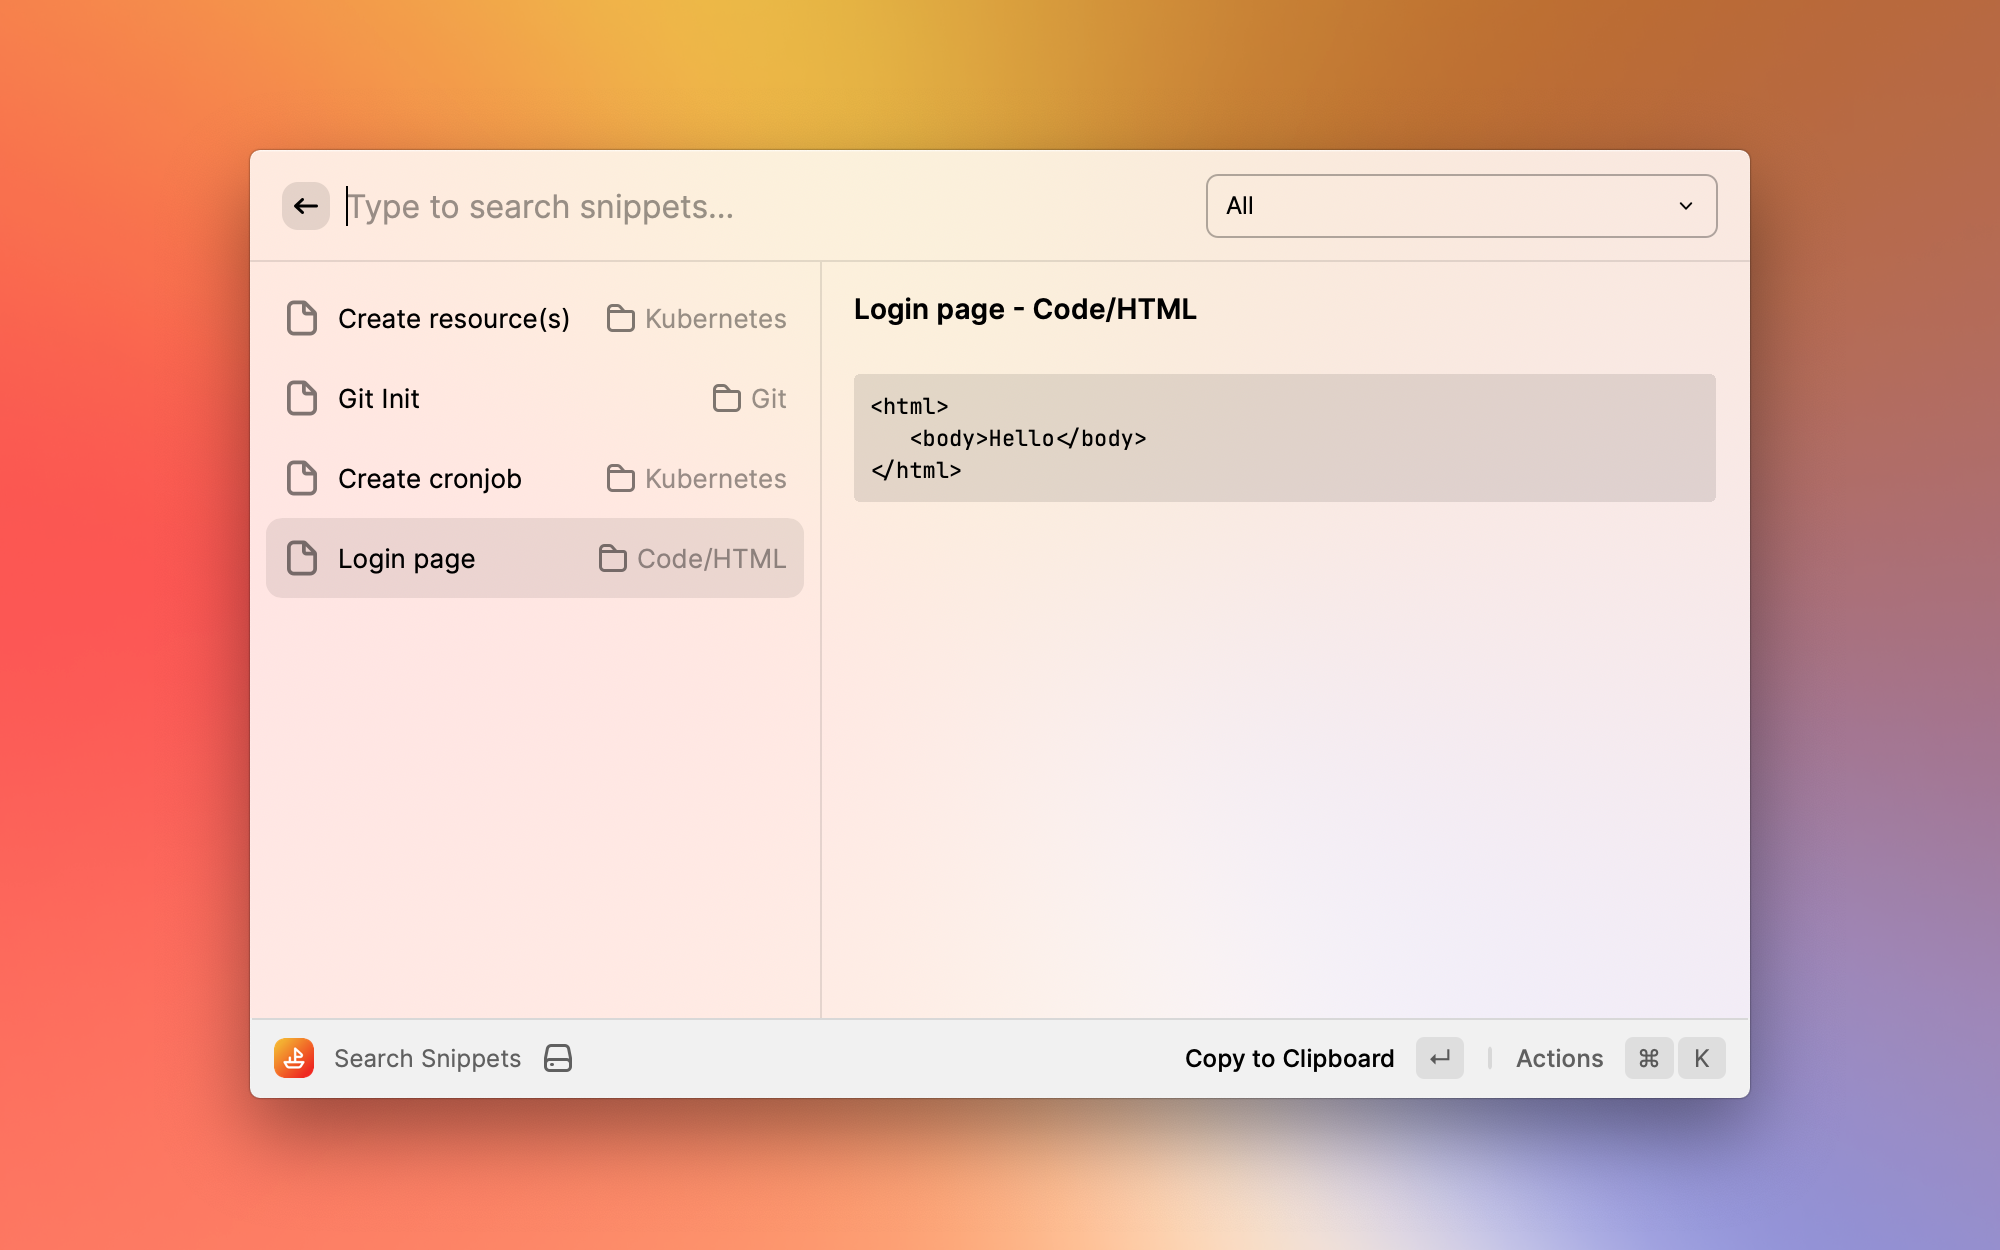 Type to search snippets...
All
Create resource(s) Kubernetes
Git Init Git
Create cronjob Kubernetes
Login page Code/HTML
Login page - Code/HTML
<html>
   <body>Hello</body>
</html>
Search Snippets
Copy to Clipboard ↵ Actions ⌘ K